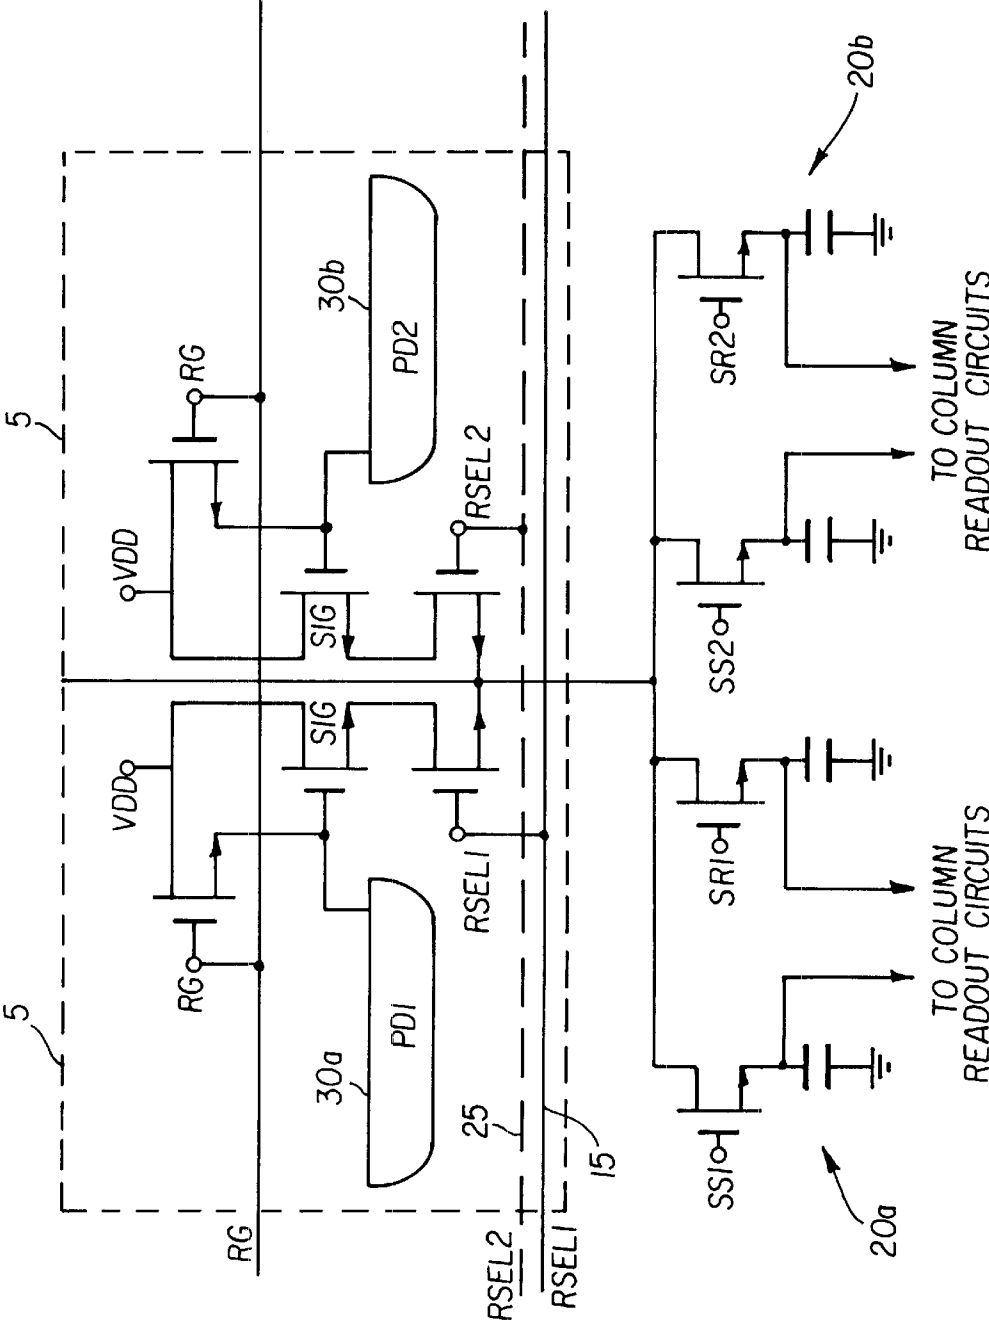 5
5
RG
VDD
VDD
RG
RG
SIG
SIG
30a
PD1
30b
PD2
RSEL1
RSEL2
25
RSEL2
RSEL1
15
SS1
SR1
SS2
SR2
20a
20b
TO COLUMN
READOUT CIRCUITS
TO COLUMN
READOUT CIRCUITS